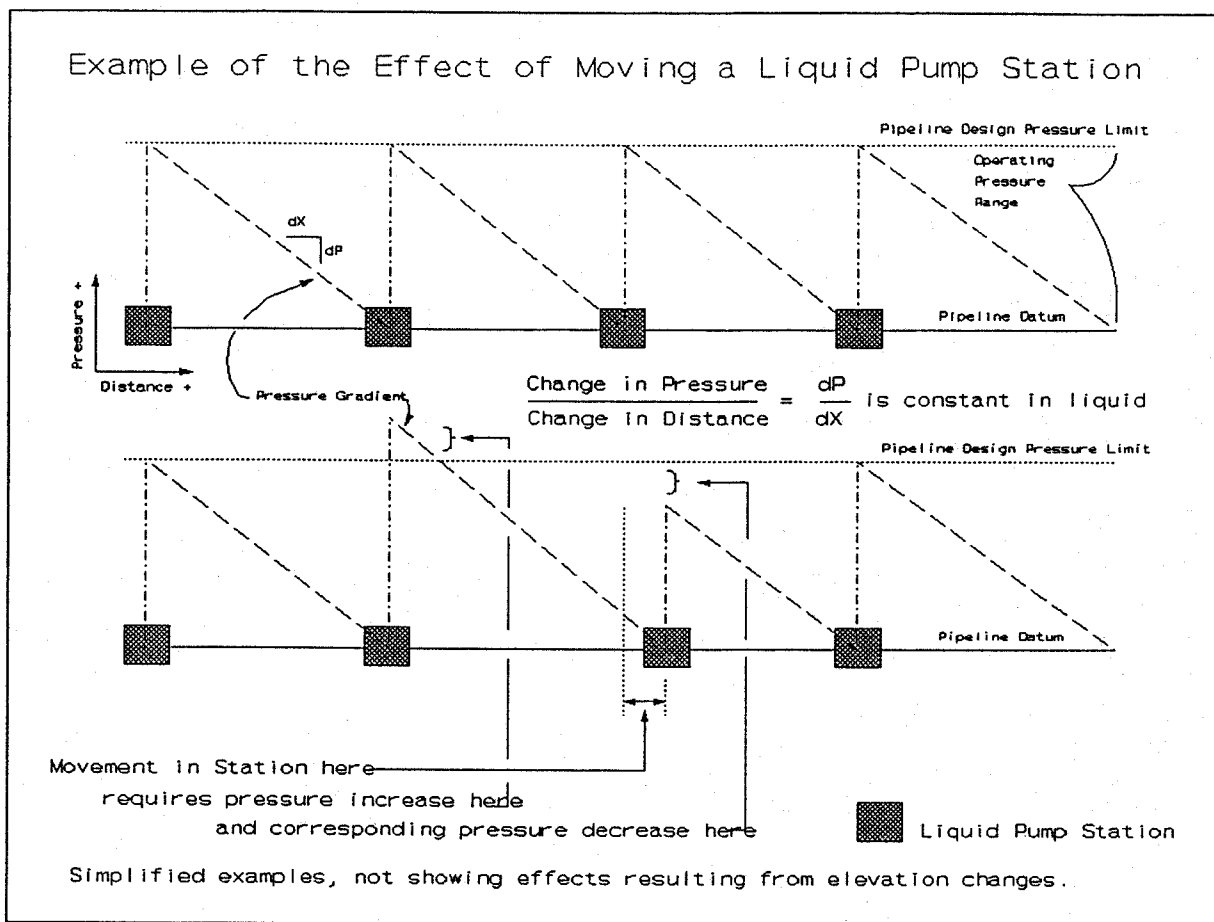 Example of the Effect of Moving a Liquid Pump Station
Pipeline Design Pressure Limit
Operating
Pressure
Range
dX
dP
Pressure +
Distance +
Pipeline Datum
Pressure Gradient
Change in Pressure
Change in Distance
=
dP
dX
is constant in liquid
Pipeline Design Pressure Limit
Pipeline Datum
Movement in Station here
requires pressure increase here
and corresponding pressure decrease here
Liquid Pump Station
Simplified examples, not showing effects resulting from elevation changes.